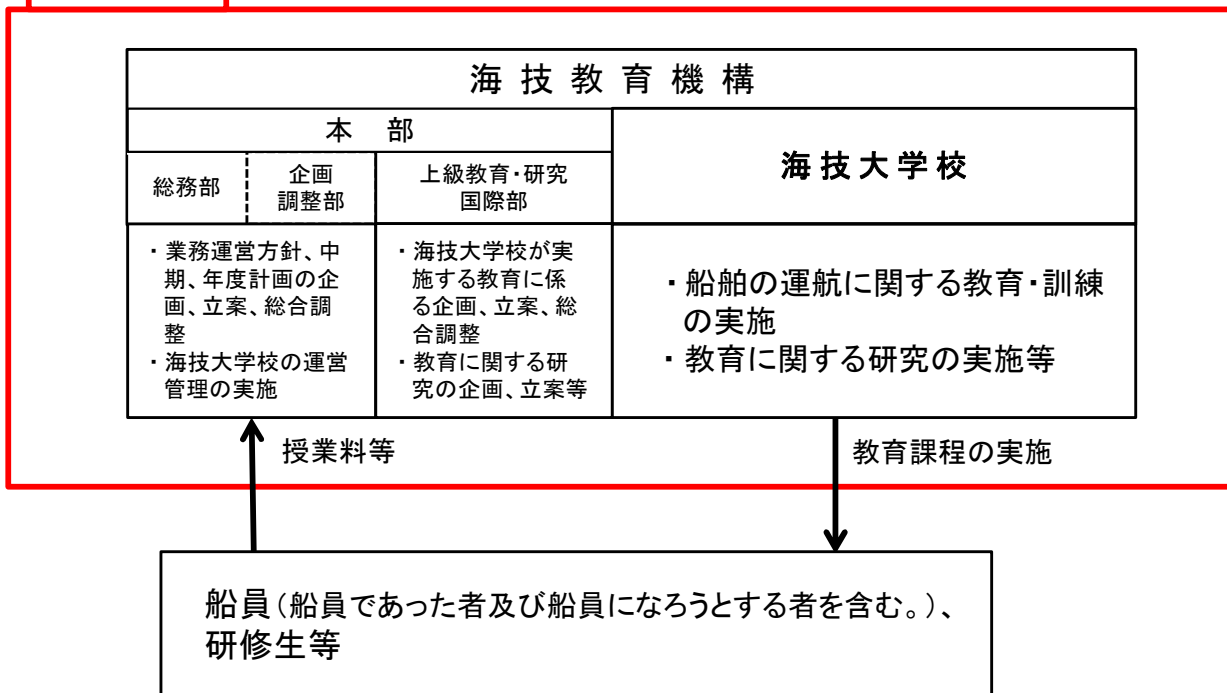 海技教育機構
本　部
海技大学校
総務部
企画
調整部
上級教育・研究
国際部
・業務運営方針、中
期、年度計画の企
画、立案、総合調
整
・海技大学校の運営
管理の実施
・海技大学校が実
施する教育に係
る企画、立案、総
合調整
・教育に関する研
究の企画、立案等
・船舶の運航に関する教育・訓練
の実施
・教育に関する研究の実施等
授業料等
教育課程の実施
船員(船員であった者及び船員になろうとする者を含む。)、
研修生等